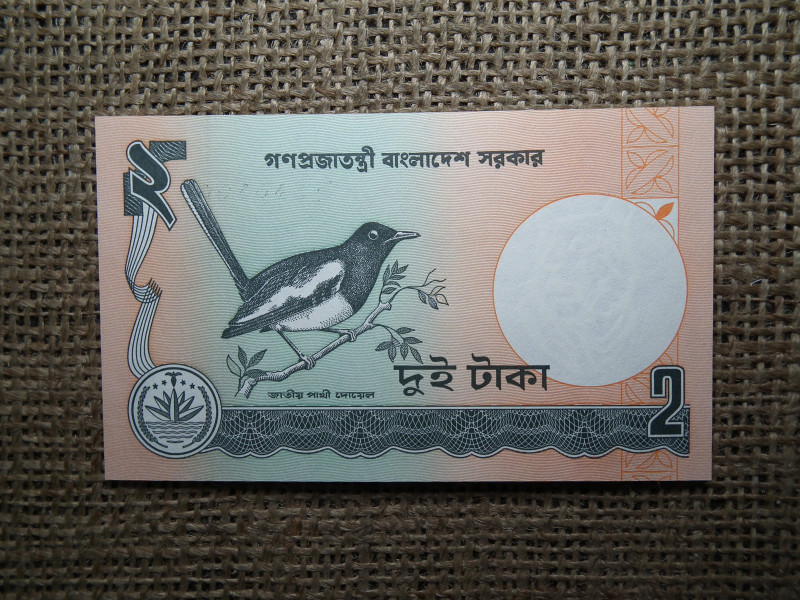 ২
গণপ্রজাতন্ত্রী বাংলাদেশ সরকার
দুই টাকা
জাতীয় পাখী দোয়েল
2